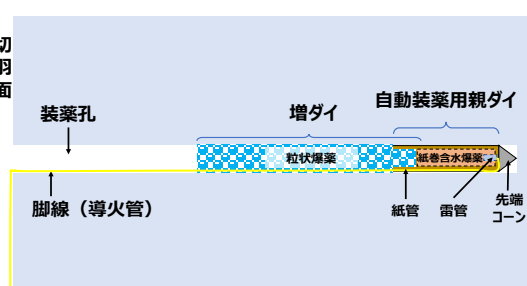 切
羽
面
装薬孔
増ダイ
自動装薬用親ダイ
粒状爆薬
紙巻含水爆薬
脚線（導火管）
紙管
雷管
先端
コーン